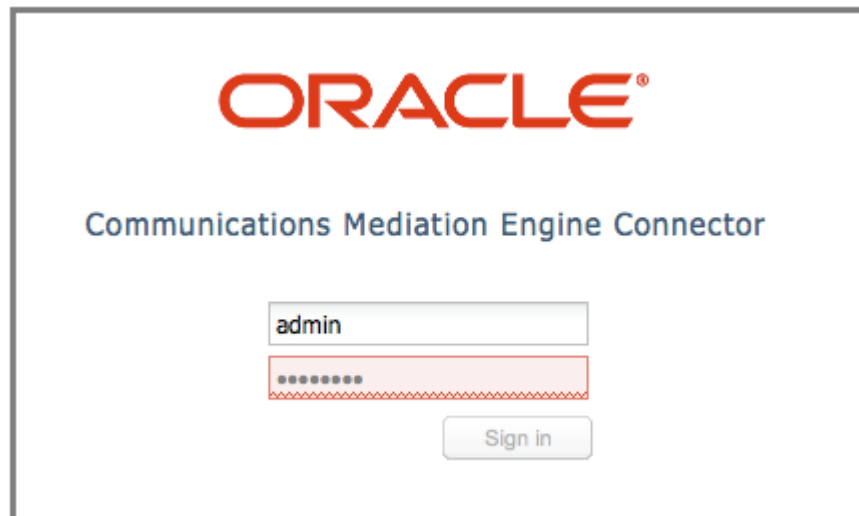 ORACLE®
Communications Mediation Engine Connector
admin
••••••••
Sign in